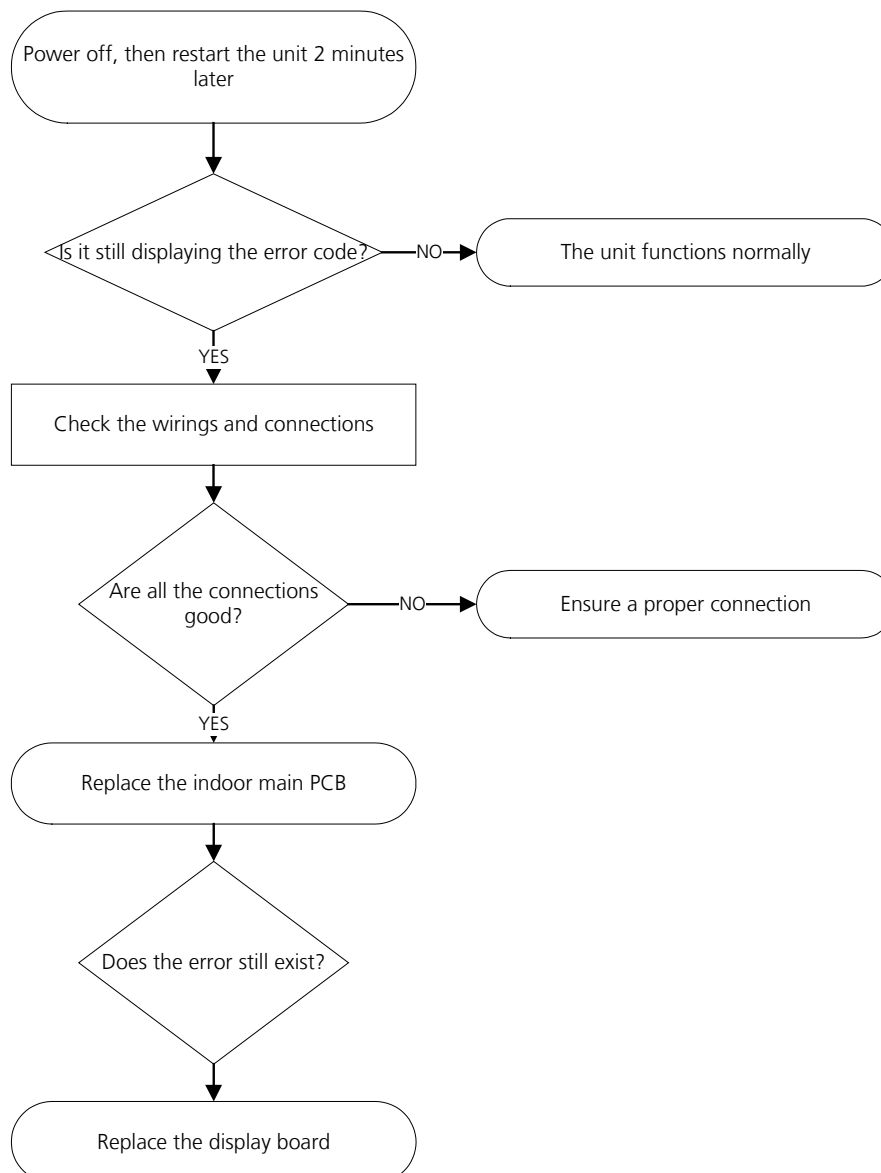 Power off, then restart the unit 2 minutes
later
Is it still displaying the error code?
NO
The unit functions normally
YES
Check the wirings and connections
Are all the connections
good?
NO
Ensure a proper connection
YES
Replace the indoor main PCB
Does the error still exist?
Replace the display board